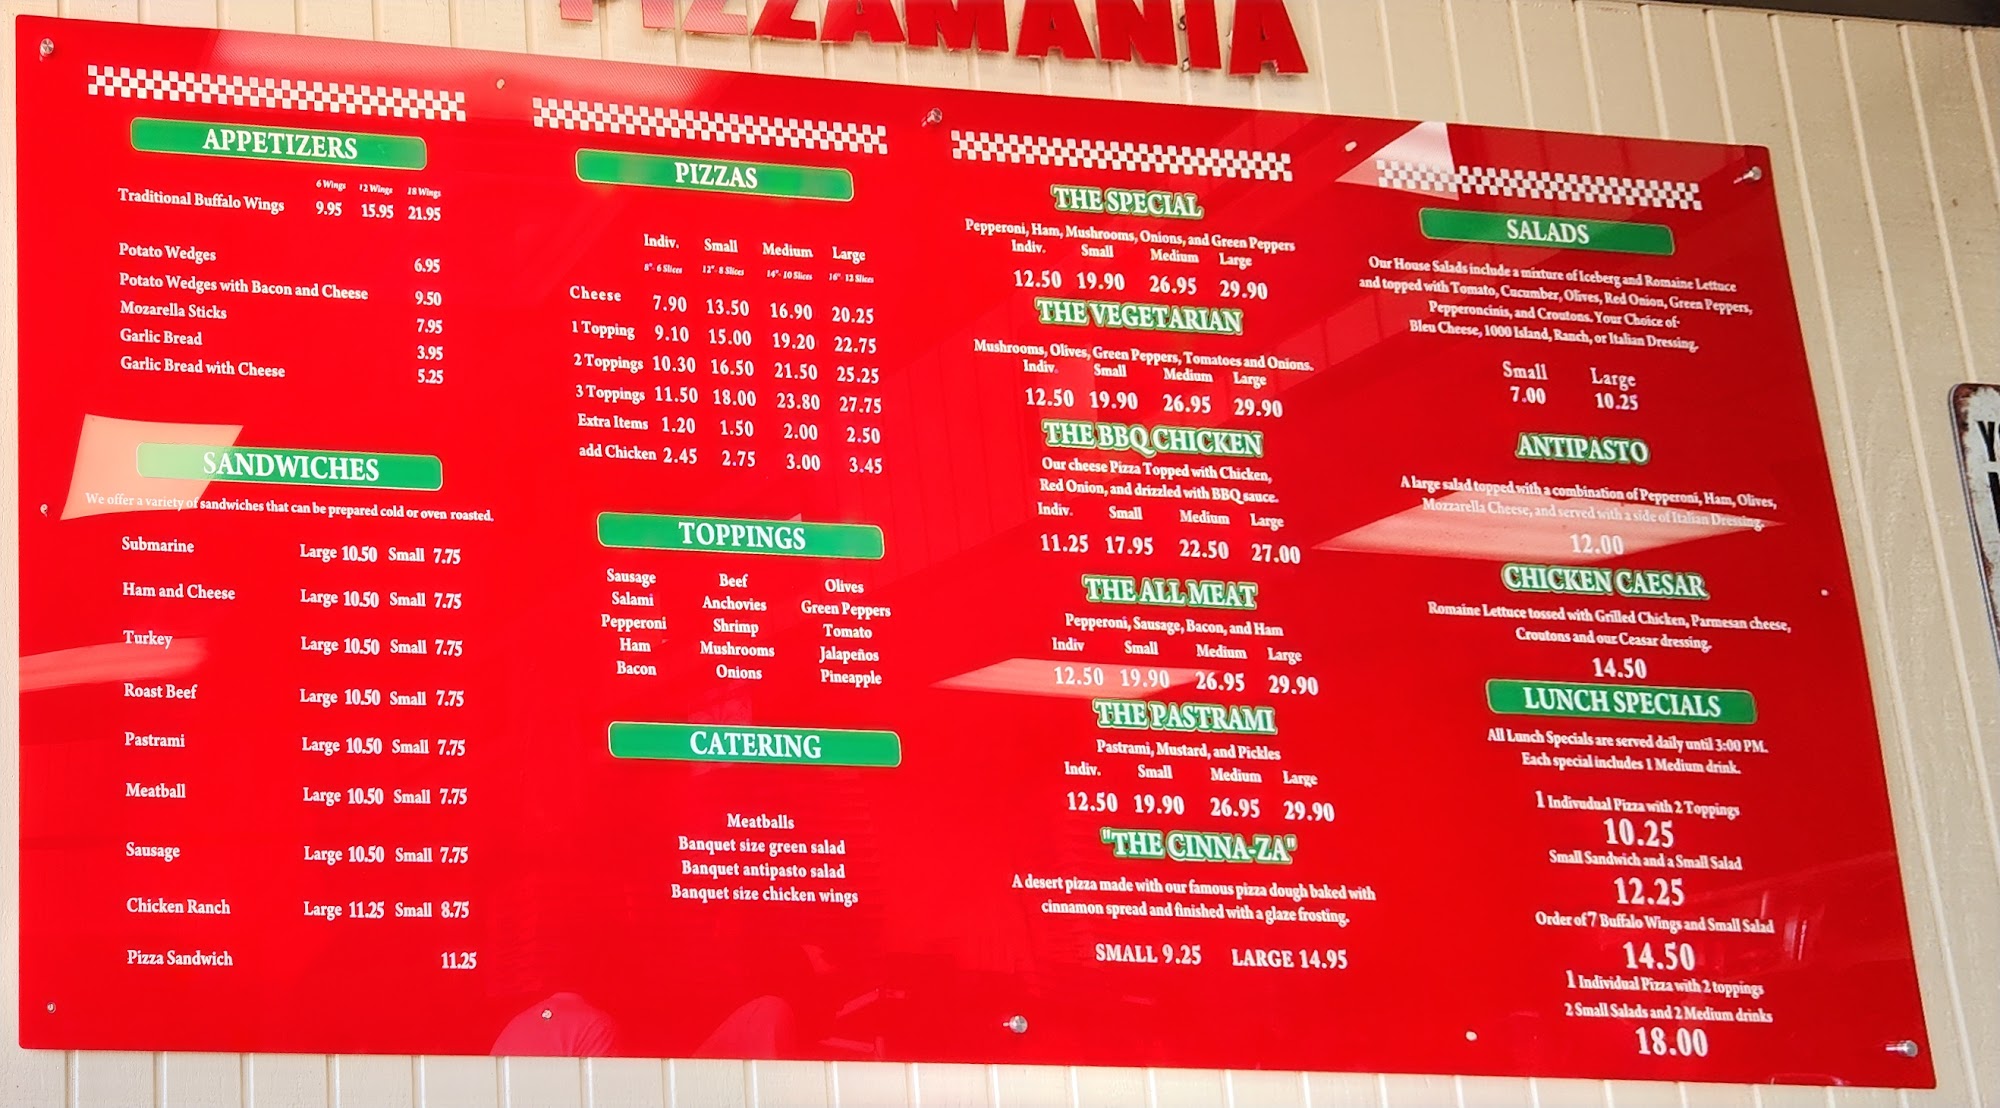 PIZZAMANIA
APPETIZERS
6 Wings 12 Wings 18 Wings
Traditional Buffalo Wings 9.95 15.95 21.95
Potato Wedges 6.95
Potato Wedges with Bacon and Cheese 9.50
Mozarella Sticks 7.95
Garlic Bread 3.95
Garlic Bread with Cheese 5.25
SANDWICHES
We offer a variety of sandwiches that can be prepared cold or oven roasted.
Submarine Large 10.50 Small 7.75
Ham and Cheese Large 10.50 Small 7.75
Turkey Large 10.50 Small 7.75
Roast Beef Large 10.50 Small 7.75
Pastrami Large 10.50 Small 7.75
Meatball Large 10.50 Small 7.75
Sausage Large 10.50 Small 7.75
Chicken Ranch Large 11.25 Small 8.75
Pizza Sandwich 11.25
PIZZAS
Indiv. Small Medium Large
8"- 6 Slices 12"- 8 Slices 14"- 10 Slices 16"- 12 Slices
Cheese 7.90 13.50 16.90 20.25
1 Topping 9.10 15.00 19.20 22.75
2 Toppings 10.30 16.50 21.50 25.25
3 Toppings 11.50 18.00 23.80 27.75
Extra Items 1.20 1.50 2.00 2.50
add Chicken 2.45 2.75 3.00 3.45
TOPPINGS
Sausage Beef Olives
Salami Anchovies Green Peppers
Pepperoni Shrimp Tomato
Ham Mushrooms Jalapeños
Bacon Onions Pineapple
CATERING
Meatballs
Banquet size green salad
Banquet antipasto salad
Banquet size chicken wings
THE SPECIAL
Pepperoni, Ham, Mushrooms, Onions, and Green Peppers
Indiv. Small Medium Large
12.50 19.90 26.95 29.90
THE VEGETARIAN
Mushrooms, Olives, Green Peppers, Tomatoes and Onions.
Indiv. Small Medium Large
12.50 19.90 26.95 29.90
THE BBQ CHICKEN
Our cheese Pizza Topped with Chicken,
Red Onion, and drizzled with BBQ sauce.
Indiv. Small Medium Large
11.25 17.95 22.50 27.00
THE ALL MEAT
Pepperoni, Sausage, Bacon, and Ham
Indiv Small Medium Large
12.50 19.90 26.95 29.90
THE PASTRAMI
Pastrami, Mustard, and Pickles
Indiv. Small Medium Large
12.50 19.90 26.95 29.90
"THE CINNA-ZA"
A desert pizza made with our famous pizza dough baked with
cinnamon spread and finished with a glaze frosting.
SMALL 9.25 LARGE 14.95
SALADS
Our House Salads include a mixture of Iceberg and Romaine Lettuce
and topped with Tomato, Cucumber, Olives, Red Onion, Green Peppers,
Pepperoncinis, and Croutons. Your Choice of-
Bleu Cheese, 1000 Island, Ranch, or Italian Dressing.
Small Large
7.00 10.25
ANTIPASTO
A large salad topped with a combination of Pepperoni, Ham, Olives,
Mozzarella Cheese, and served with a side of Italian Dressing.
12.00
CHICKEN CAESAR
Romaine Lettuce tossed with Grilled Chicken, Parmesan cheese,
Croutons and our Ceasar dressing.
14.50
LUNCH SPECIALS
All Lunch Specials are served daily until 3:00 PM.
Each special includes 1 Medium drink.
1 Indivudual Pizza with 2 Toppings
10.25
Small Sandwich and a Small Salad
12.25
Order of 7 Buffalo Wings and Small Salad
14.50
1 Individual Pizza with 2 toppings
2 Small Salads and 2 Medium drinks
18.00